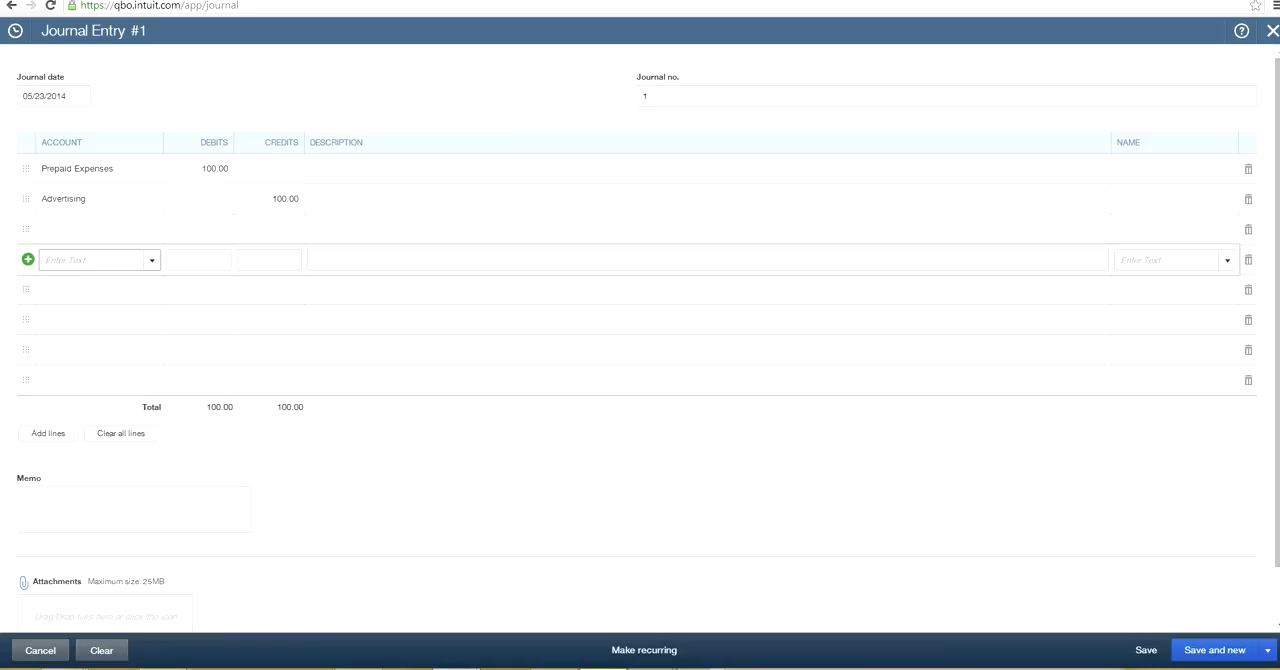 https://qbo.intuit.com/app/journal
Journal Entry #1
Journal date
Journal no.
05/23/2014
1
ACCOUNT DEBITS CREDITS DESCRIPTION NAME
Prepaid Expenses 100.00
Advertising 100.00
Enter Text Enter Text
Total 100.00 100.00
Add lines Clear all lines
Memo
Attachments Maximum size: 25MB
Drag/Drop files here or click the icon
Cancel Clear Make recurring Save Save and new